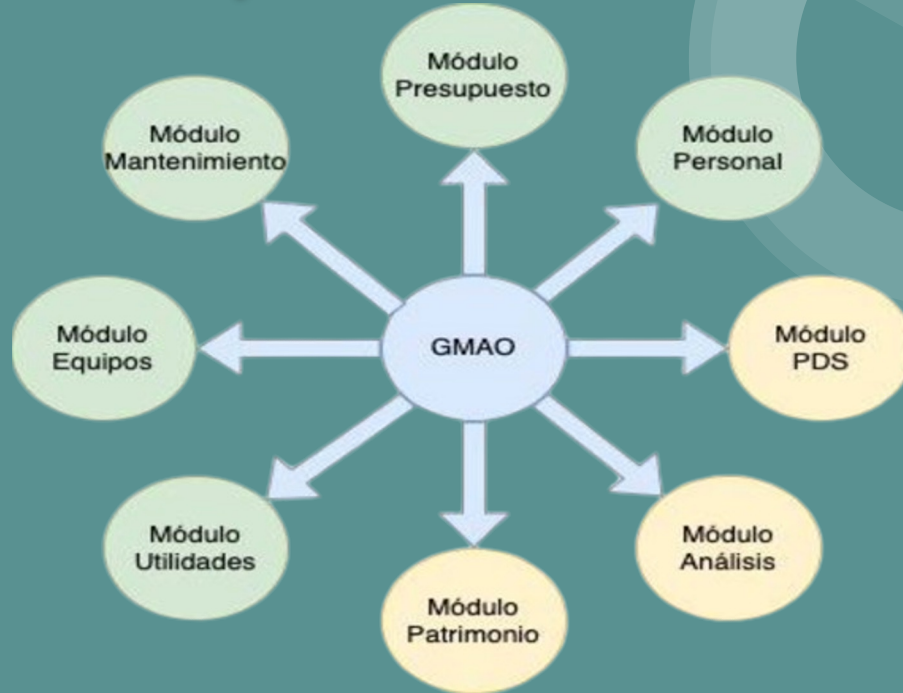 Módulo
Presupuesto
Módulo
Mantenimiento
Módulo
Personal
Módulo
Equipos
GMAO
Módulo
PDS
Módulo
Utilidades
Módulo
Análisis
Módulo
Patrimonio